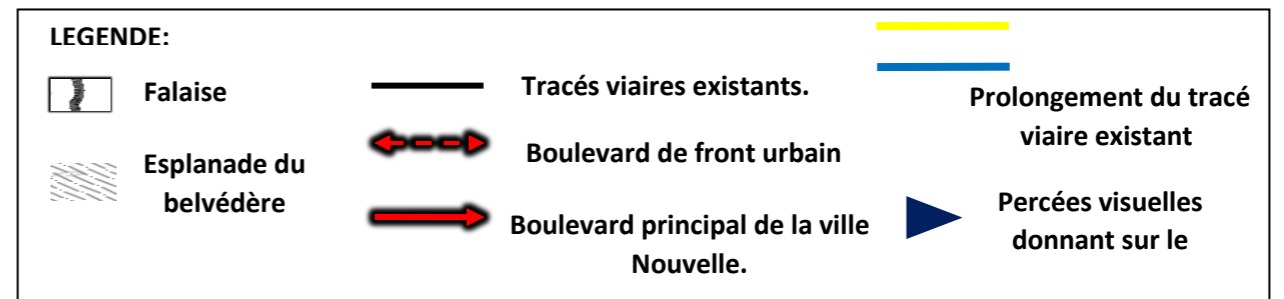 LEGENDE:
Falaise
Esplanade du
belvédère
Tracés viaires existants.
Boulevard de front urbain
Boulevard principal de la ville
Nouvelle.
Prolongement du tracé
viaire existant
Percées visuelles
donnant sur le